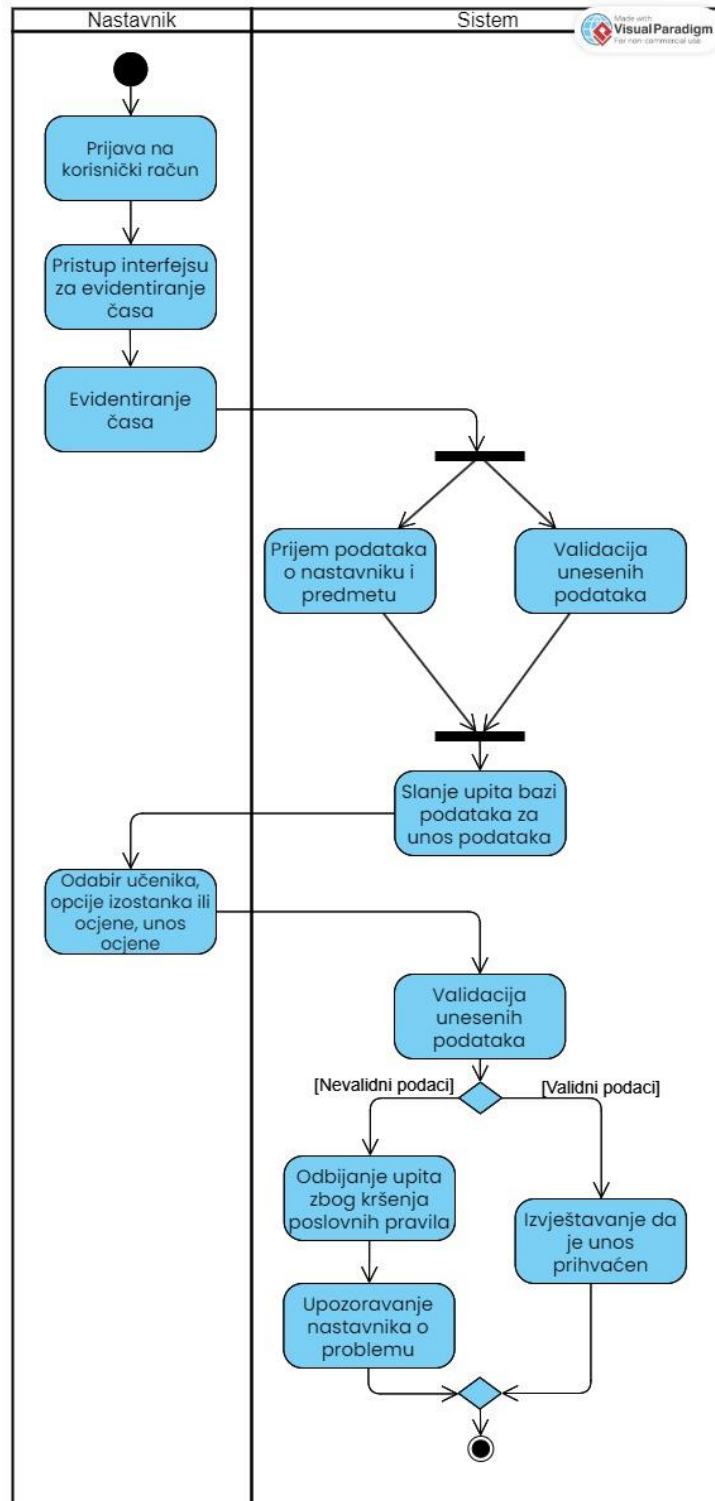 Nastavnik
Sistem
Made with
Visual Paradigm
For non-commercial use
Prijava na
korisnički račun
Pristup interfejsu
za evidentiranje
časa
Evidentiranje
časa
Prijem podataka
o nastavniku i
predmetu
Validacija
unesenih
podataka
Slanje upita bazi
podataka za
unos podataka
Odabir učenika,
opcije izostanka ili
ocjene, unos
ocjene
Validacija
unesenih
podataka
[Nevalidni podaci]
[Validni podaci]
Odbijanje upita
zbog kršenja
poslovnih pravila
Izvještavanje da
je unos
prihvaćen
Upozoravanje
nastavnika o
problemu